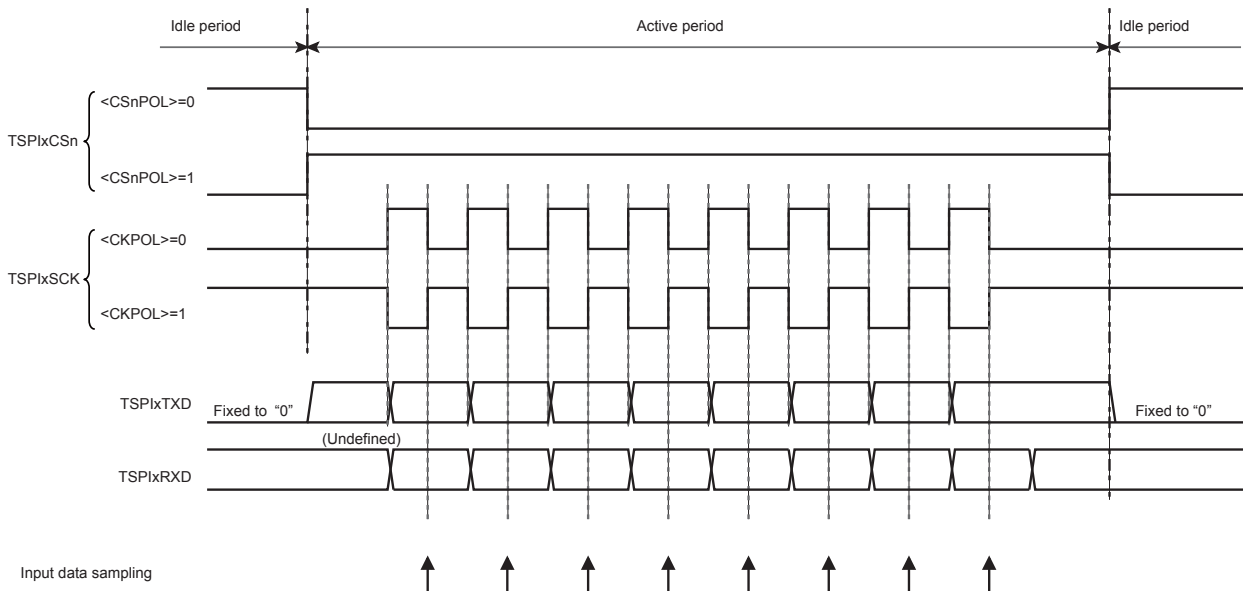 Idle period
Active period
Idle period
<CSnPOL>=0
TSPIxCSn
<CSnPOL>=1
<CKPOL>=0
TSPIxSCK
<CKPOL>=1
TSPIxTXD
Fixed to “0”
Fixed to “0”
(Undefined)
TSPIxRXD
Input data sampling